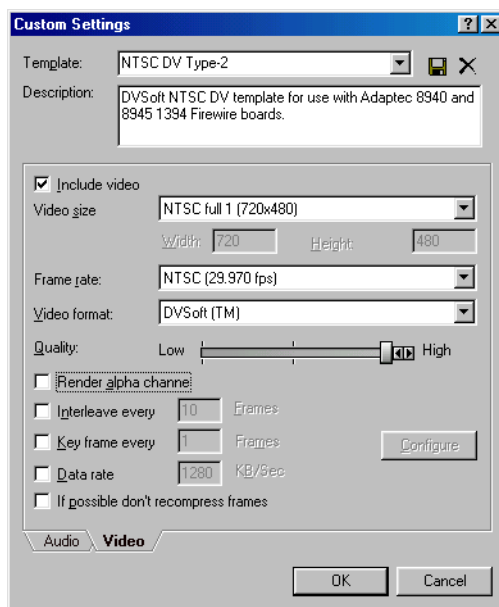 Custom Settings
Template: NTSC DV Type-2
Description: DVSoft NTSC DV template for use with Adaptec 8940 and
8945 1394 Firewire boards.
Include video
Video size NTSC full 1 (720x480)
Width: 720 Height: 480
Frame rate: NTSC (29.970 fps)
Video format: DVSoft (TM)
Quality: Low High
Render alpha channel
Interleave every 10 Frames
Key frame every 1 Frames Configure
Data rate 1280 KB/Sec
If possible don't recompress frames
Audio Video
OK Cancel